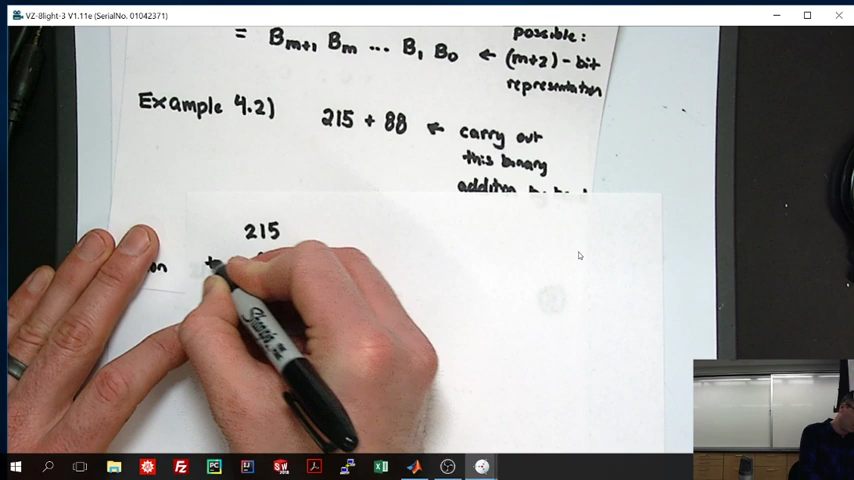 VZ-8light-3 V1.11e (SerialNo. 01042371)
possible:
= Bm+1 Bm ... B1 B0 ← (m+2)-bit
representation
Example 4.2) 215 + 88 ← carry out
this binary
addition
215
+
on
Sharpie